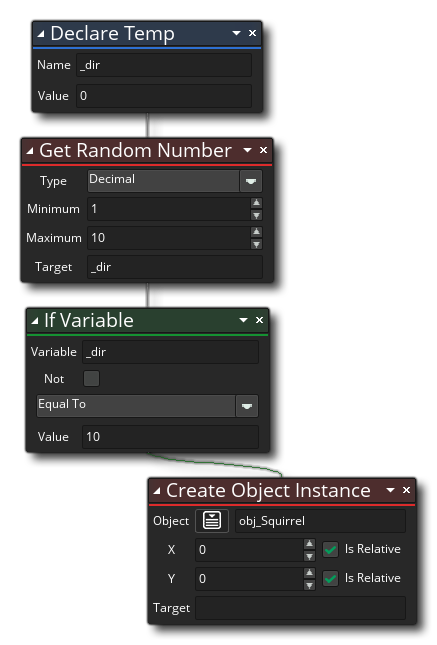 Declare Temp
Name _dir
Value 0
Get Random Number
Type Decimal
Minimum 1
Maximum 10
Target _dir
If Variable
Variable _dir
Not
Equal To
Value 10
Create Object Instance
Object obj_Squirrel
X 0 Is Relative
Y 0 Is Relative
Target